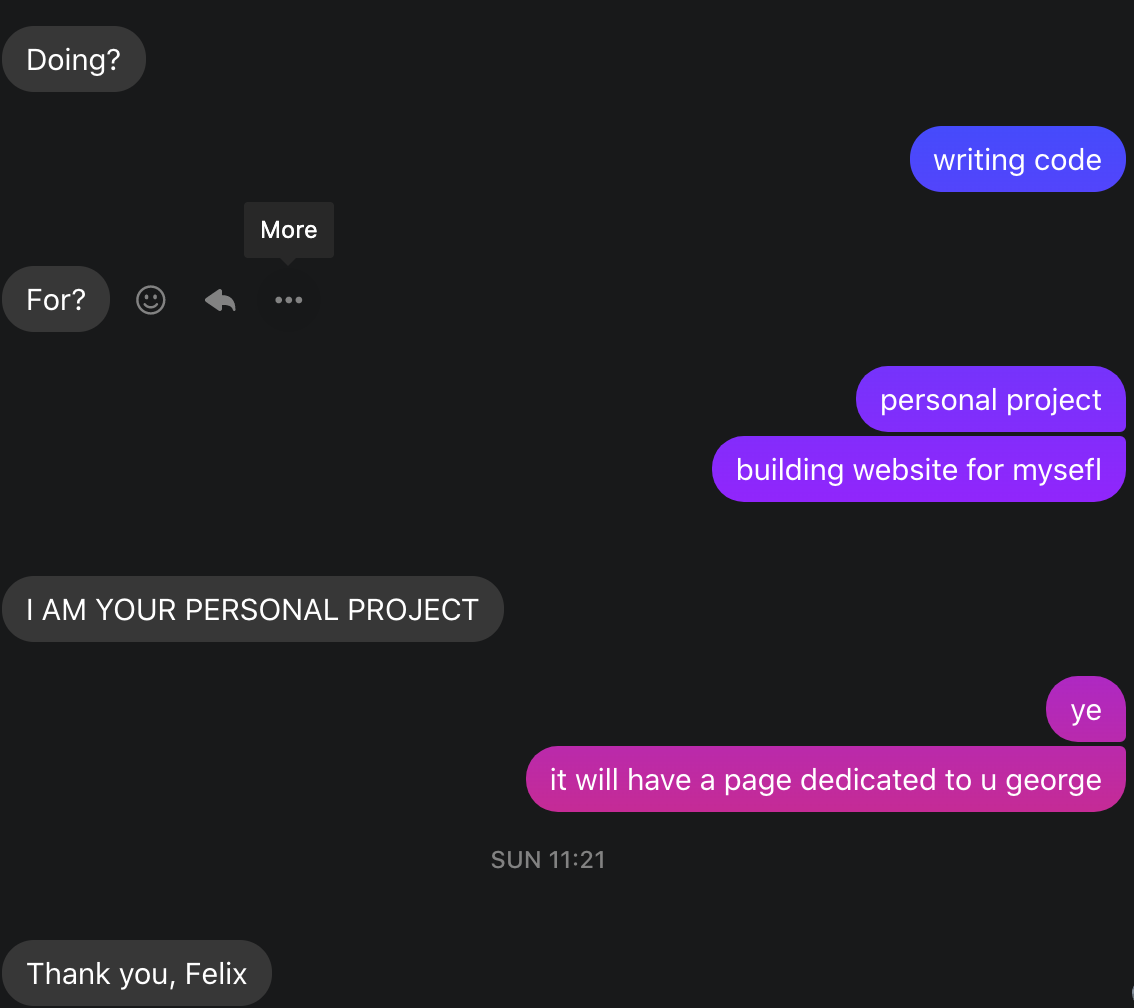 Doing?
writing code
More
For?
personal project
building website for mysefl
I AM YOUR PERSONAL PROJECT
ye
it will have a page dedicated to u george
SUN 11:21
Thank you, Felix